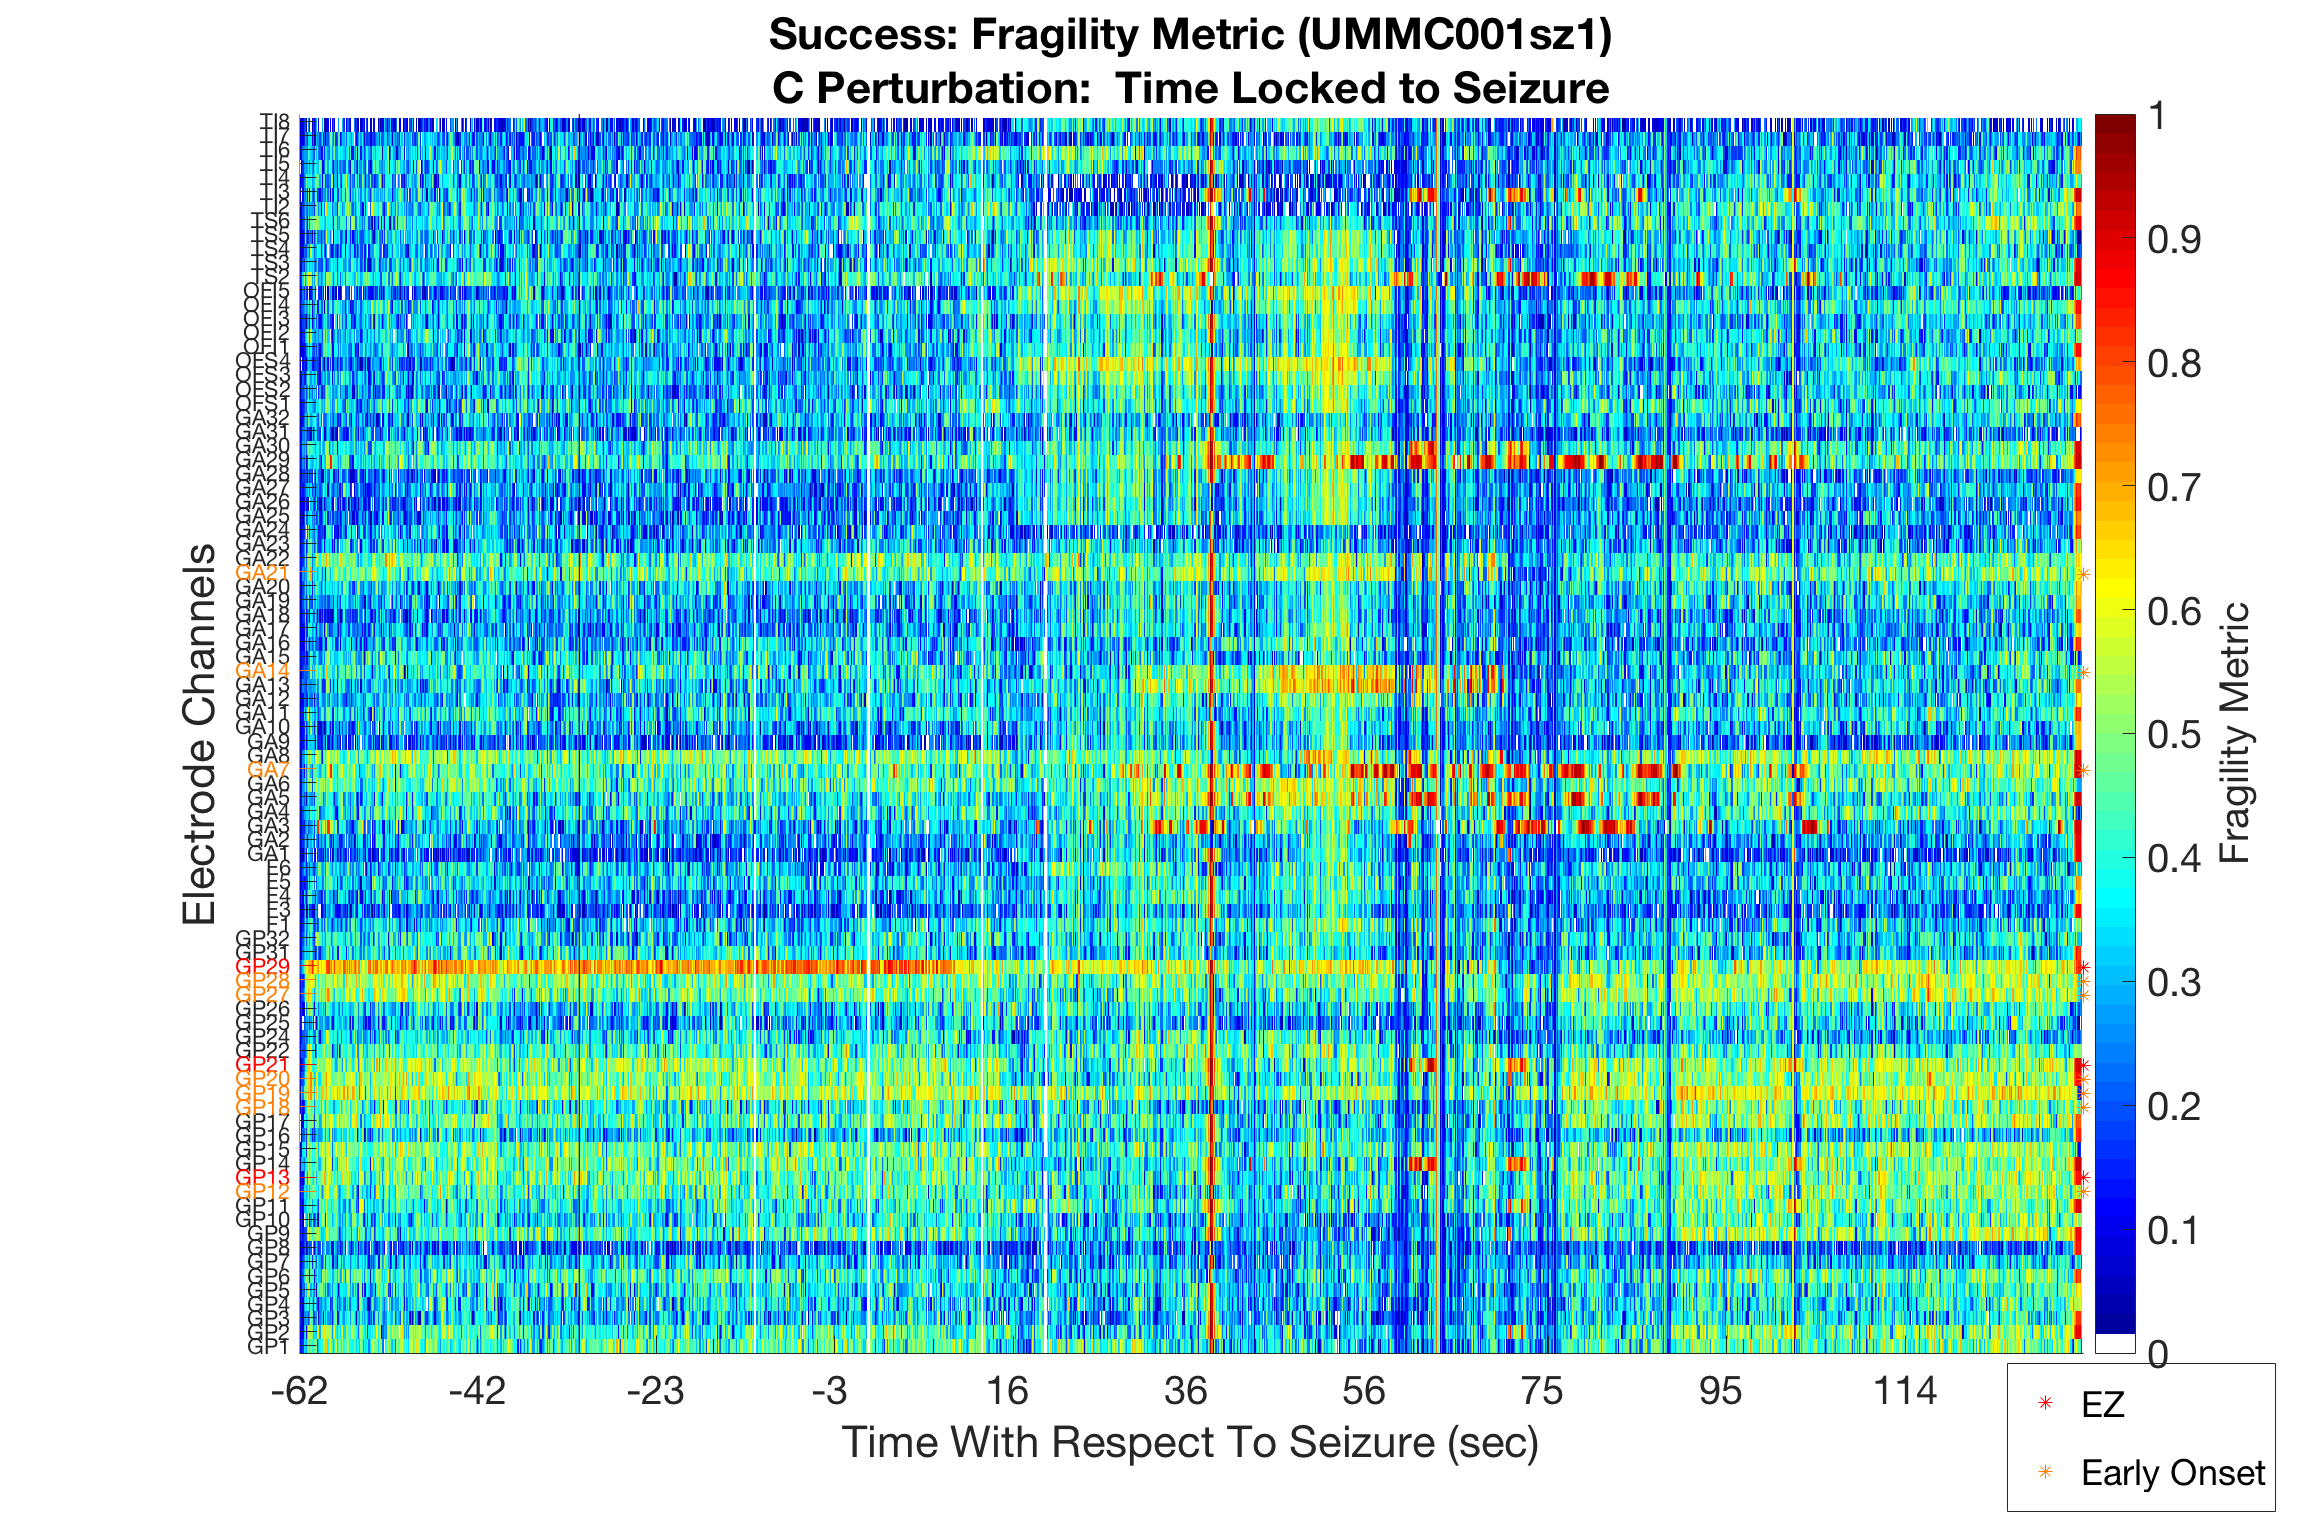 Success: Fragility Metric (UMMC001sz1)
C Perturbation: Time Locked to Seizure
Electrode Channels
TI8
TI7
TI6
TI5
TI4
TI3
TI2
TS6
TS5
TS4
TS3
TS2
OFI5
OFI4
OFI3
OFI2
OFI1
OFS4
OFS3
OFS2
OFS1
GA32
GA31
GA30
GA29
GA28
GA27
GA26
GA25
GA24
GA23
GA22
GA21
GA20
GA19
GA18
GA17
GA16
GA15
GA14
GA13
GA12
GA11
GA10
GA9
GA8
GA7
GA6
GA5
GA4
GA3
GA2
GA1
F6
F5
F4
F3
F1
GP32
GP31
GP29
GP28
GP27
GP26
GP25
GP24
GP22
GP21
GP20
GP19
GP18
GP17
GP16
GP15
GP14
GP13
GP12
GP11
GP10
GP9
GP8
GP7
GP6
GP5
GP4
GP3
GP2
GP1
-62 -42 -23 -3 16 36 56 75 95 114
Time With Respect To Seizure (sec)
1
0.9
0.8
0.7
0.6
0.5
0.4
0.3
0.2
0.1
0
Fragility Metric
EZ
Early Onset